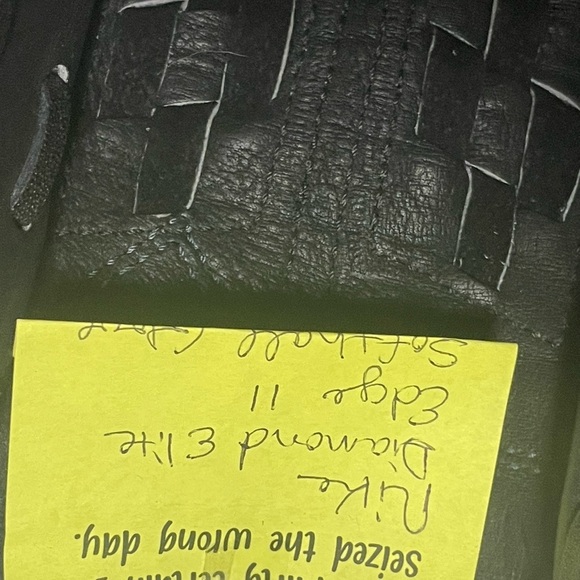 seized the wrong day.
Nike
Diamond Elite
Edge 11
Softball Glove